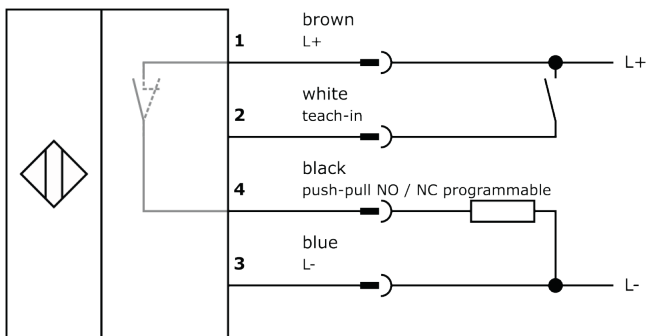 brown
1
L+
L+
white
2
teach-in
black
4
push-pull NO / NC programmable
blue
3
L-
L-